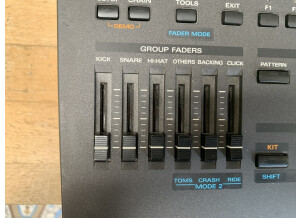 CHAIN TOOLS EXIT F1
DEMO
FADER MODE
GROUP FADERS
KICK SNARE HI-HAT OTHERS BACKING CLICK
PATTERN
KIT
TOMS CRASH RIDE
MODE 2
SHIFT